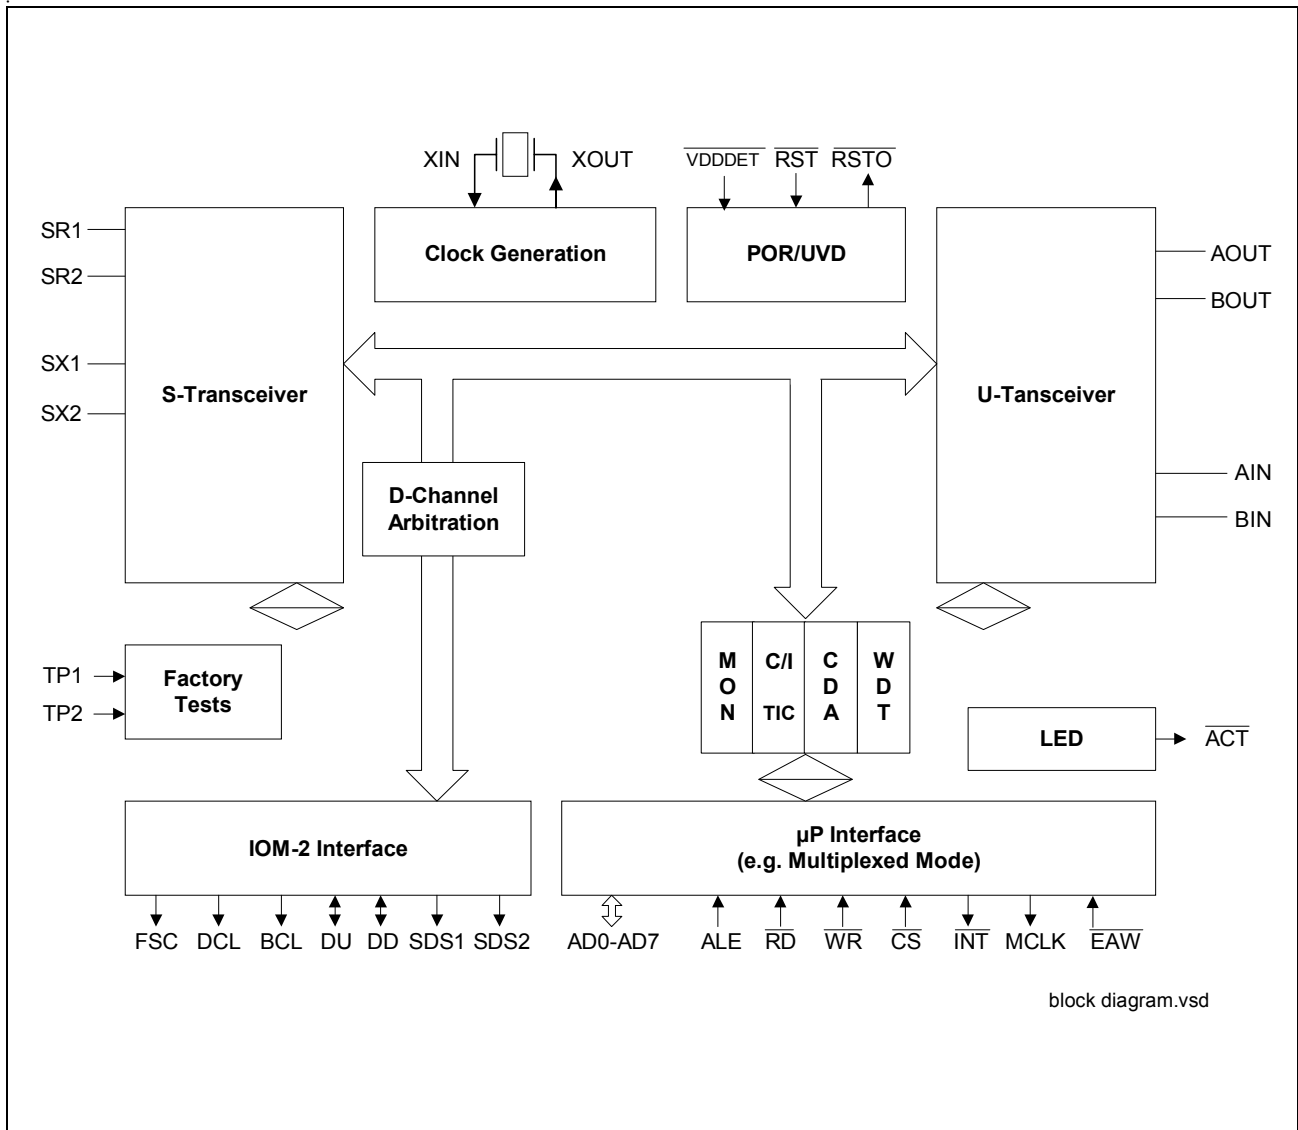 XIN XOUT VDDDET RST RSTO
SR1
SR2
SX1
SX2
S-Transceiver
Clock Generation
POR/UVD
U-Tansceiver
AOUT
BOUT
AIN
BIN
D-Channel
Arbitration
TP1
TP2
Factory
Tests
M
O
N
C/I
TIC
C
D
A
W
D
T
LED
ACT
IOM-2 Interface
µP Interface
(e.g. Multiplexed Mode)
FSC DCL BCL DU DD SDS1 SDS2 AD0-AD7 ALE RD WR CS INT MCLK EAW
block diagram.vsd